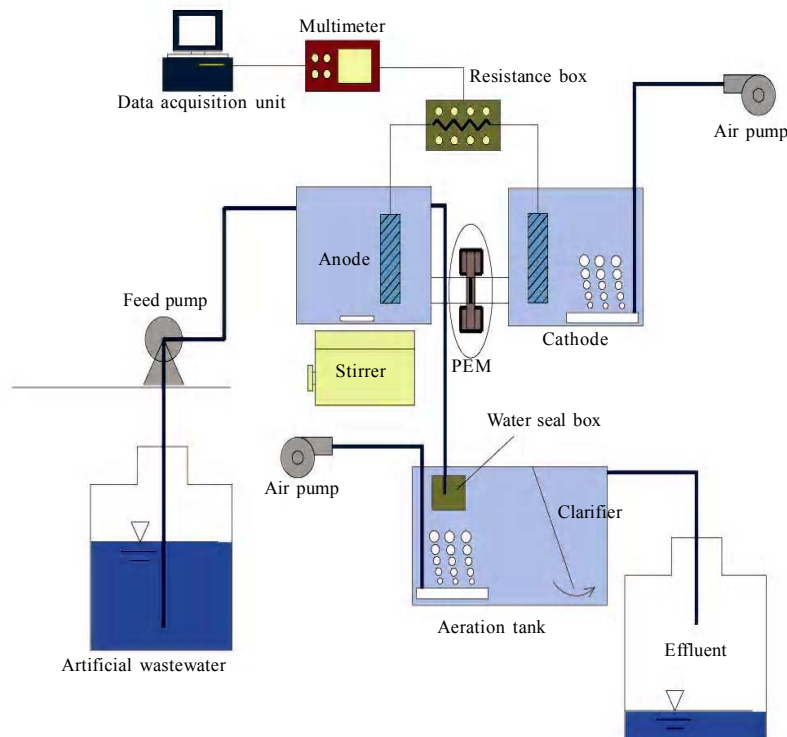 Multimeter
Data acquisition unit
Resistance box
Air pump
Anode
Feed pump
Cathode
PEM
Stirrer
Water seal box
Air pump
Clarifier
Aeration tank
Artificial wastewater
Effluent